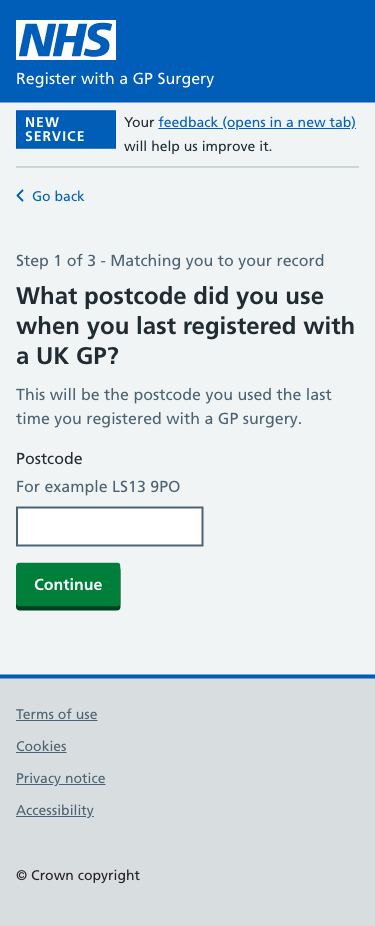 NHS
Register with a GP Surgery
NEW
SERVICE
Your feedback (opens in a new tab)
will help us improve it.
Go back
Step 1 of 3 - Matching you to your record
What postcode did you use
when you last registered with
a UK GP?
This will be the postcode you used the last
time you registered with a GP surgery.
Postcode
For example LS13 9PO
Continue
Terms of use
Cookies
Privacy notice
Accessibility
© Crown copyright